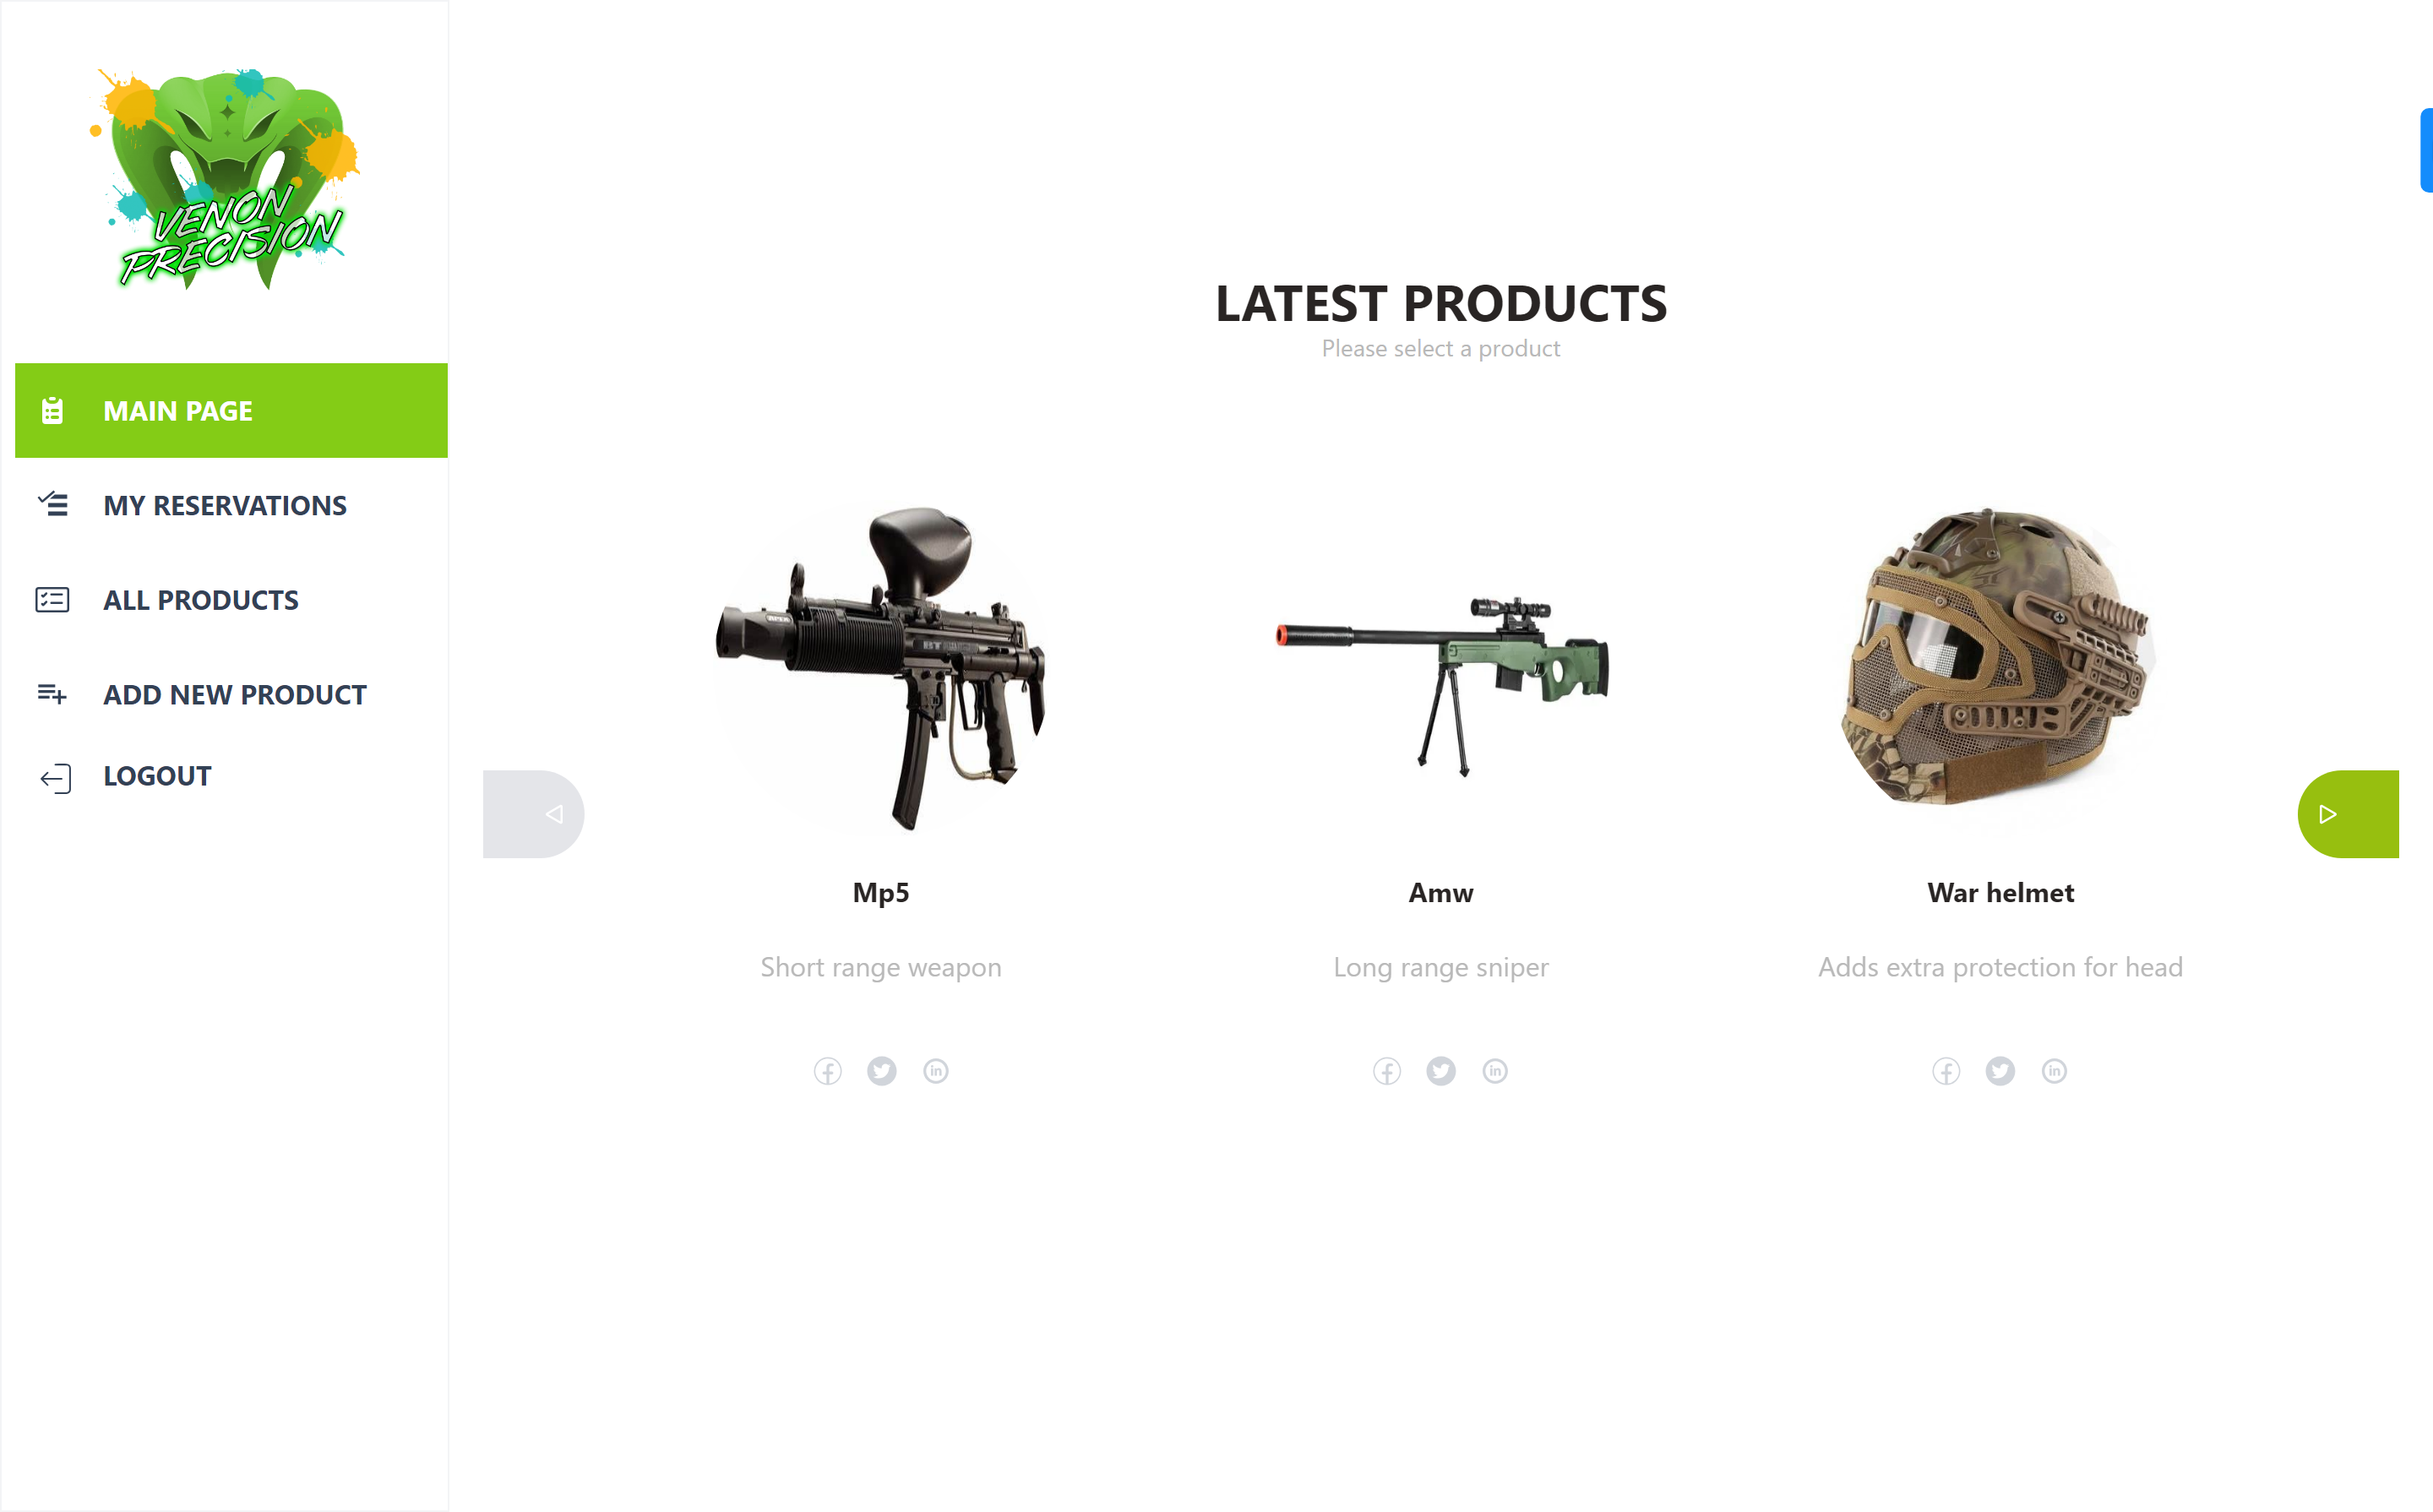 VENON
PRECISION
MAIN PAGE
MY RESERVATIONS
ALL PRODUCTS
ADD NEW PRODUCT
LOGOUT
LATEST PRODUCTS
Please select a product
BT
Mp5
Amw
War helmet
Short range weapon
Long range sniper
Adds extra protection for head